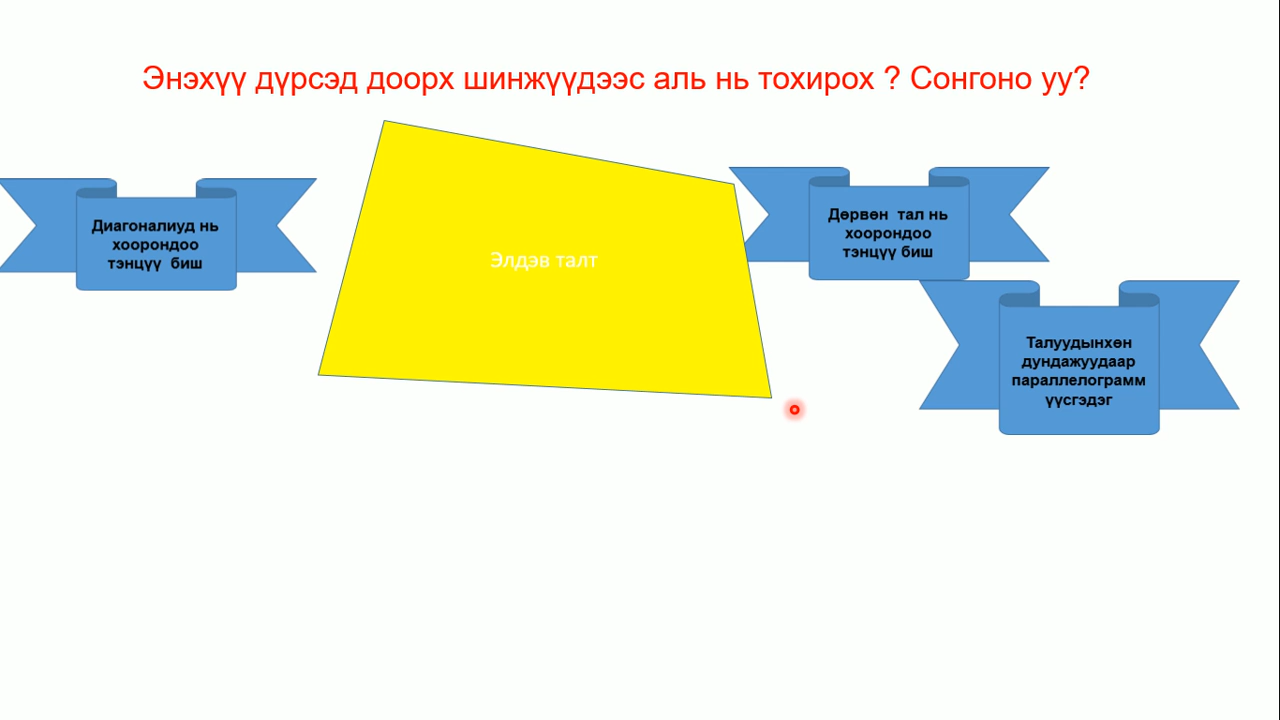 Энэхүү дүрсэд доорх шинжүүдээс аль нь тохирох ? Сонгоно уу?
Диагоналиуд нь
хоорондоо
тэнцүү биш
Элдэв талт
Дөрвөн тал нь
хоорондоо
тэнцүү биш
Талуудынхөн
дундажуудаар
параллелограмм
үүсгэдэг